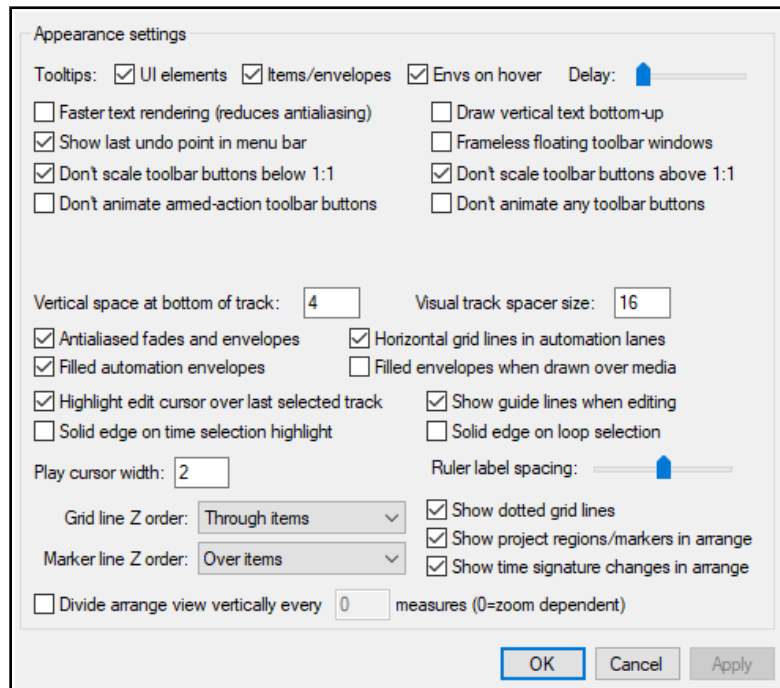 Appearance settings
Tooltips: UI elements Items/envelopes Envs on hover Delay:
Faster text rendering (reduces antialiasing) Draw vertical text bottom-up
Show last undo point in menu bar Frameless floating toolbar windows
Don't scale toolbar buttons below 1:1 Don't scale toolbar buttons above 1:1
Don't animate armed-action toolbar buttons Don't animate any toolbar buttons
Vertical space at bottom of track: 4 Visual track spacer size: 16
Antialiased fades and envelopes Horizontal grid lines in automation lanes
Filled automation envelopes Filled envelopes when drawn over media
Highlight edit cursor over last selected track Show guide lines when editing
Solid edge on time selection highlight Solid edge on loop selection
Play cursor width: 2 Ruler label spacing:
Grid line Z order: Through items Show dotted grid lines
Show project regions/markers in arrange
Marker line Z order: Over items Show time signature changes in arrange
Divide arrange view vertically every 0 measures (0=zoom dependent)
OK Cancel Apply